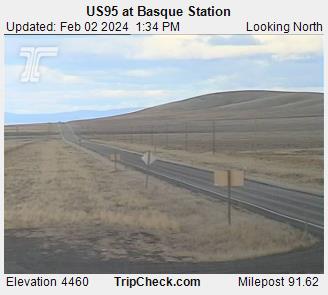 US95 at Basque Station
Updated: Feb 02 2024 1:34 PM Looking North
Elevation 4460 TripCheck.com Milepost 91.62